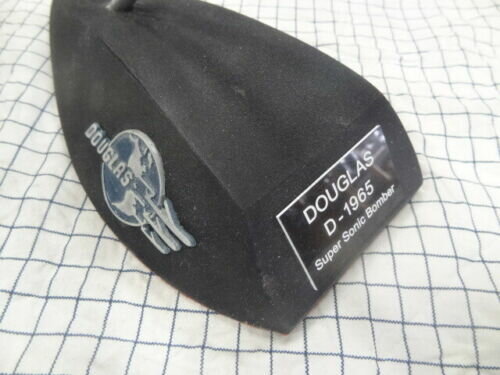 DOUGLAS
DOUGLAS
D-1965
Super Sonic Bomber